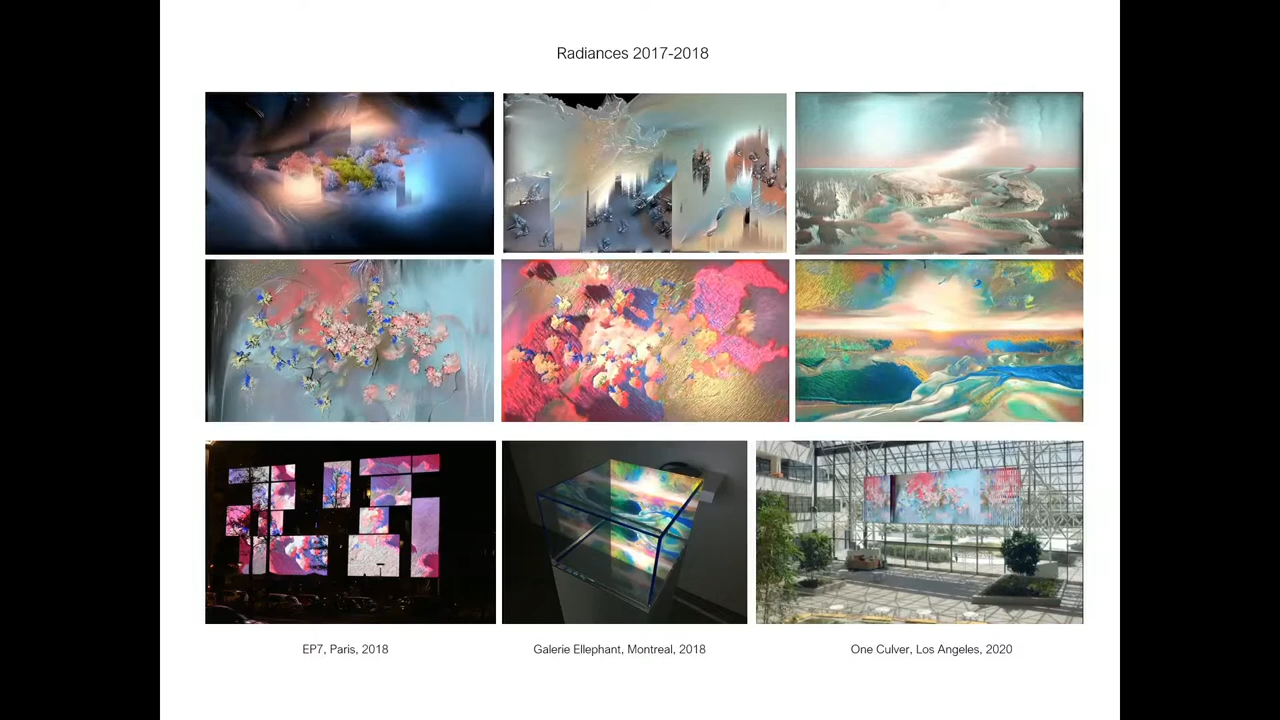 Radiances 2017-2018
EP7, Paris, 2018
Galerie Ellephant, Montreal, 2018
One Culver, Los Angeles, 2020